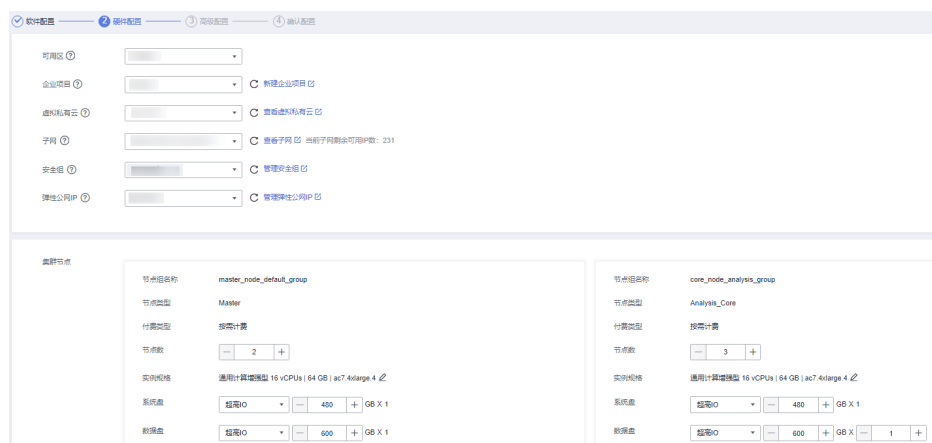 软件配置 2 硬件配置 3 高级配置 4 确认配置
可用区 ?
企业项目 ? 新建企业项目
虚拟私有云 ? 查看虚拟私有云
子网 ? 查看子网 当前子网剩余可用IP数：231
安全组 ? 管理安全组
弹性公网IP ? 管理弹性公网IP
集群节点
节点组名称 master_node_default_group
节点类型 Master
付费类型 按需计费
节点数 — 2 +
实例规格 通用计算增强型 16 vCPUs | 64 GB | ac7.4xlarge.4
系统盘 超高IO — 480 + GB X 1
数据盘 超高IO — 600 + GB X 1
节点组名称 core_node_analysis_group
节点类型 Analysis_Core
付费类型 按需计费
节点数 — 3 +
实例规格 通用计算增强型 16 vCPUs | 64 GB | ac7.4xlarge.4
系统盘 超高IO — 480 + GB X 1
数据盘 超高IO — 600 + GB X — 1 +